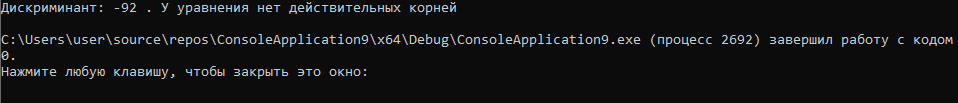 Дискриминант: -92 . У уравнения нет действительных корней
C:\Users\user\source\repos\ConsoleApplication9\x64\Debug\ConsoleApplication9.exe (процесс 2692) завершил работу с кодом
0.
Нажмите любую клавишу, чтобы закрыть это окно: